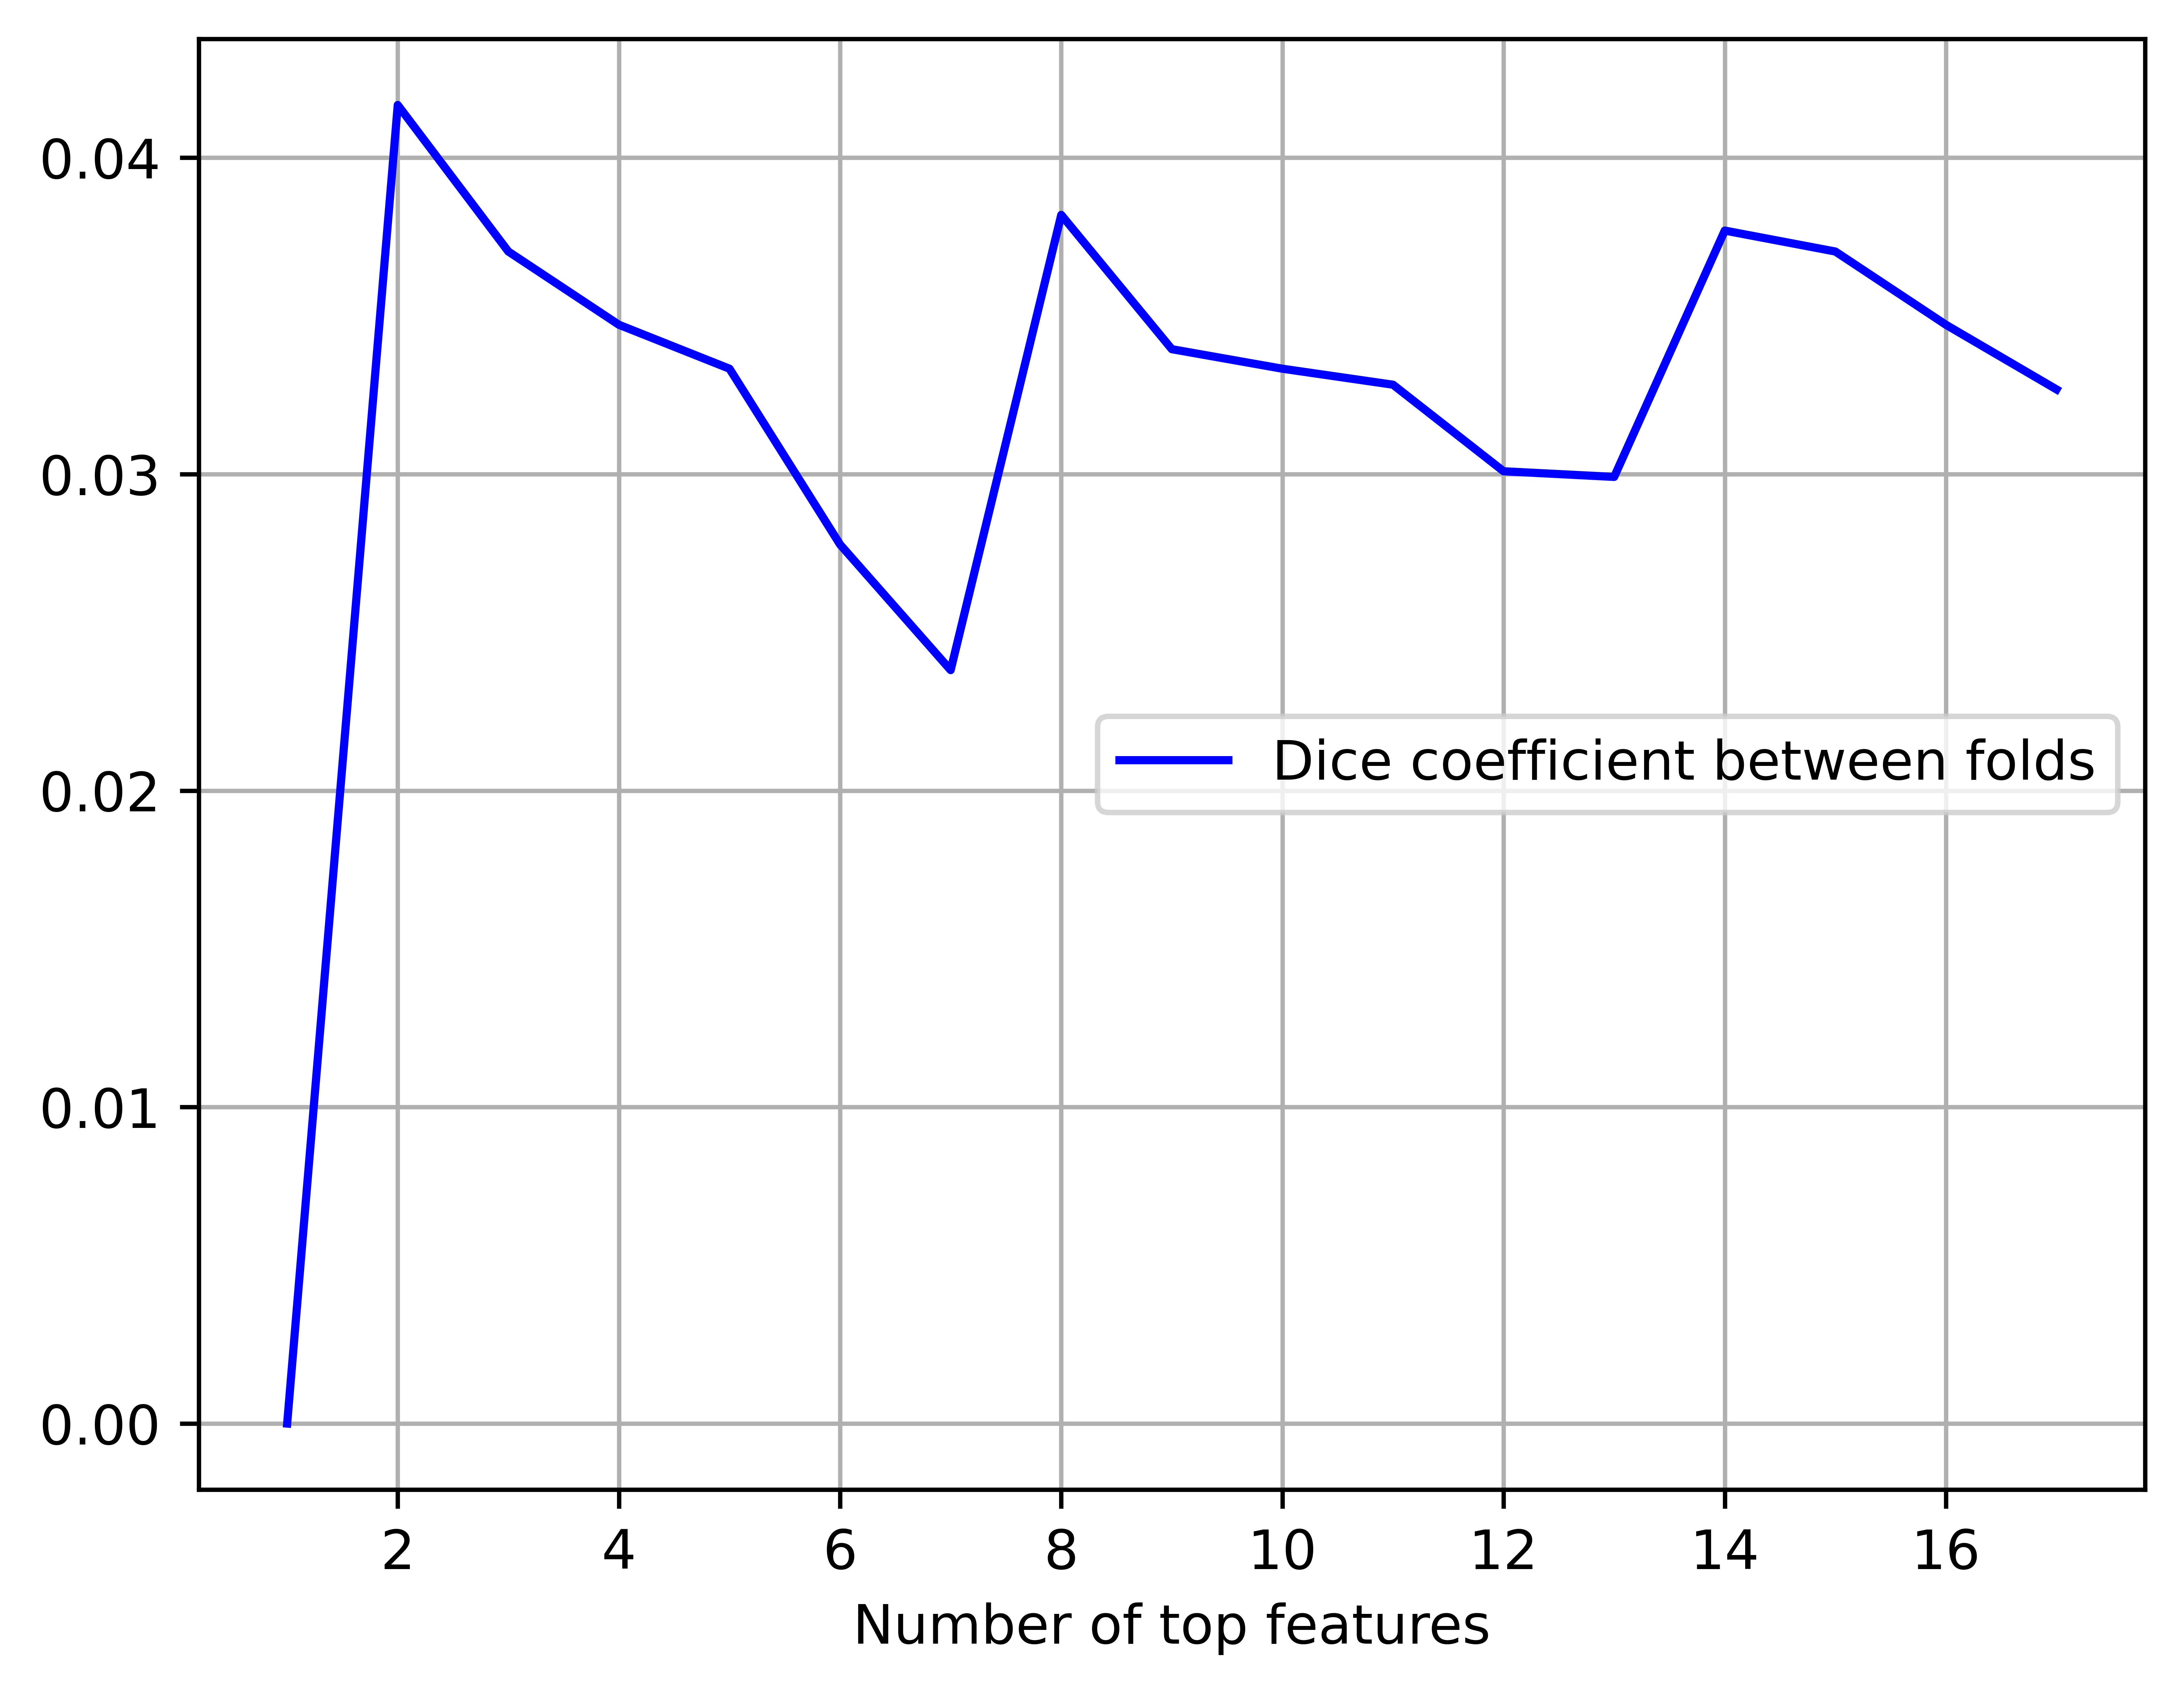 0.04
0.03
0.02
0.01
0.00
Dice coefficient between folds
2 4 6 8 10 12 14 16
Number of top features